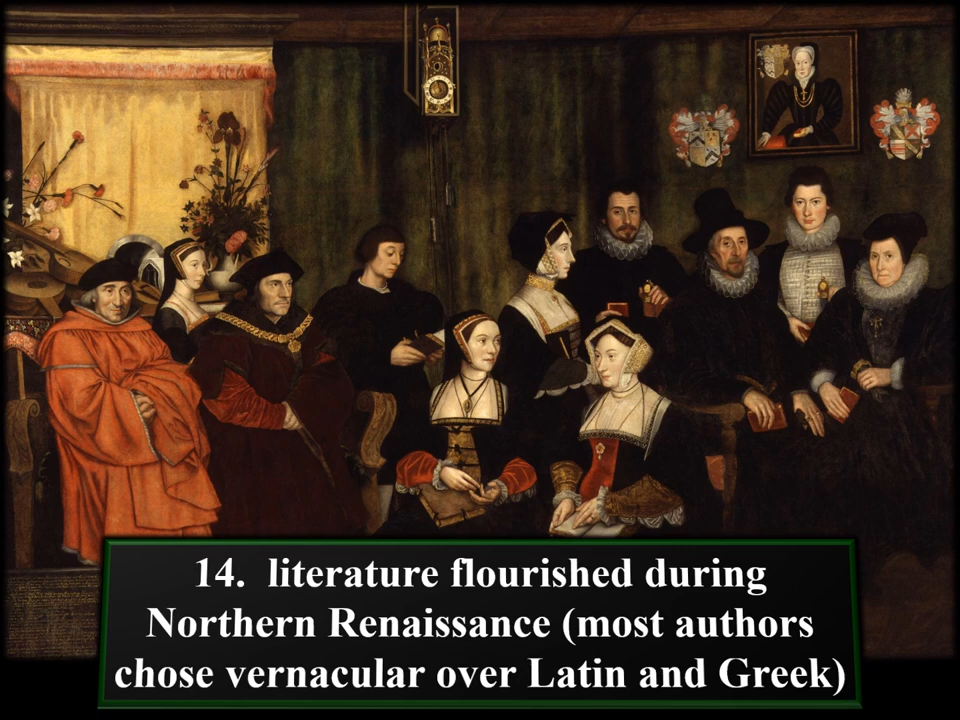 14.  literature flourished during
Northern Renaissance (most authors
chose vernacular over Latin and Greek)